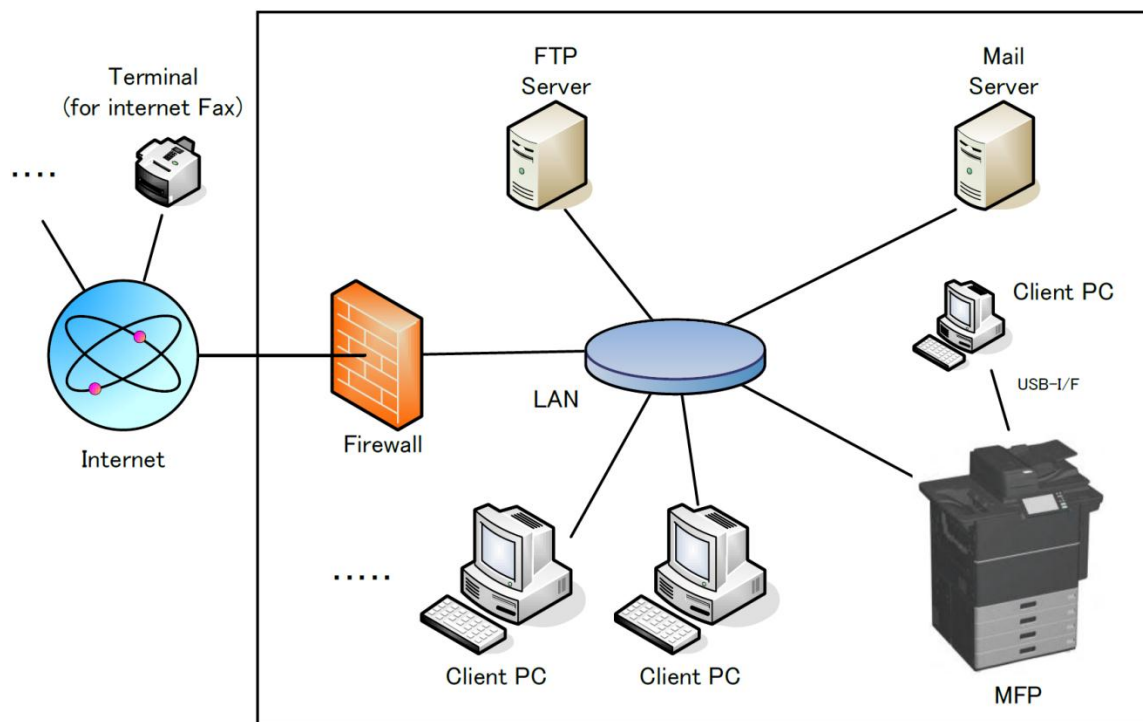 Terminal
(for internet Fax)
....
FTP
Server
Mail
Server
Client PC
USB-I/F
LAN
Firewall
Internet
.....
Client PC
Client PC
MFP